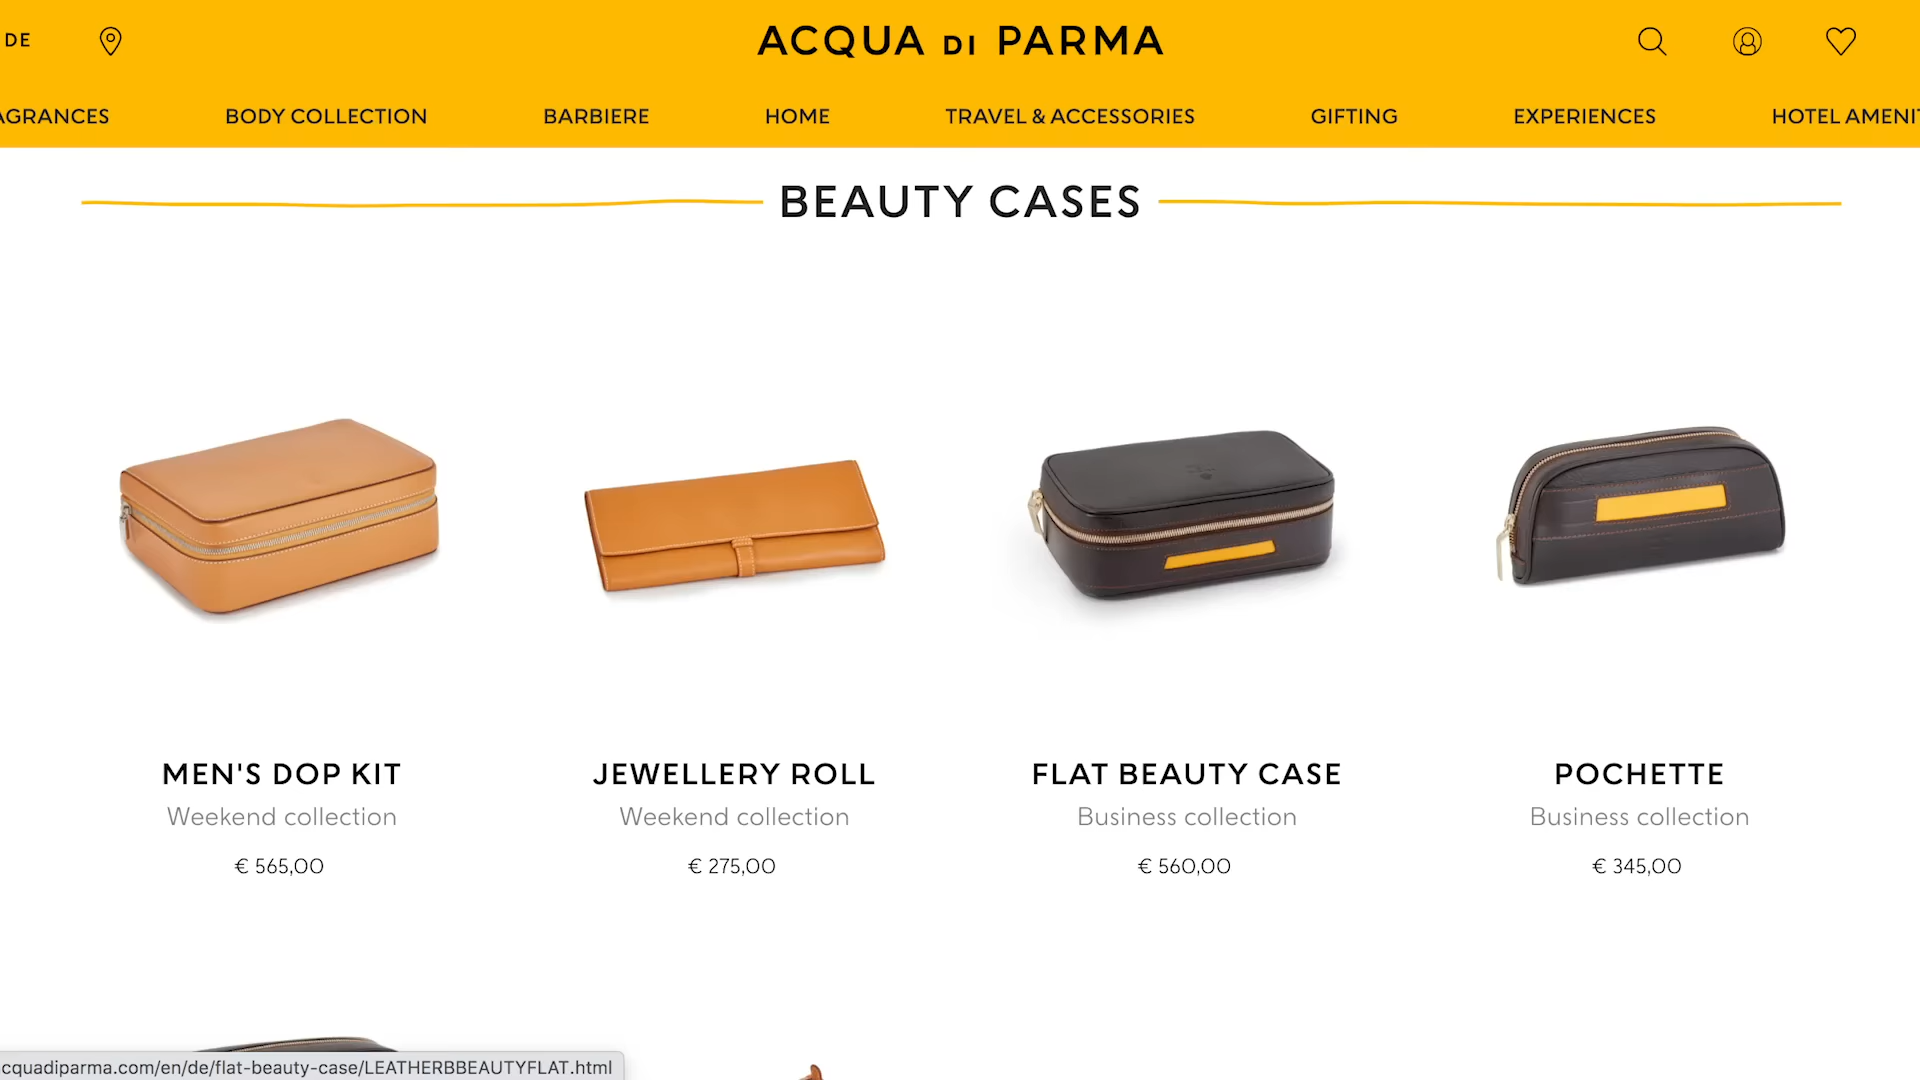 DE
ACQUA DI PARMA
AGRANCES
BODY COLLECTION
BARBIERE
HOME
TRAVEL & ACCESSORIES
GIFTING
EXPERIENCES
HOTEL AMENIT
BEAUTY CASES
MEN'S DOP KIT
Weekend collection
€ 565,00
JEWELLERY ROLL
Weekend collection
€ 275,00
FLAT BEAUTY CASE
Business collection
€ 560,00
POCHETTE
Business collection
€ 345,00
cquadiparma.com/en/de/flat-beauty-case/LEATHERBBEAUTYFLAT.html